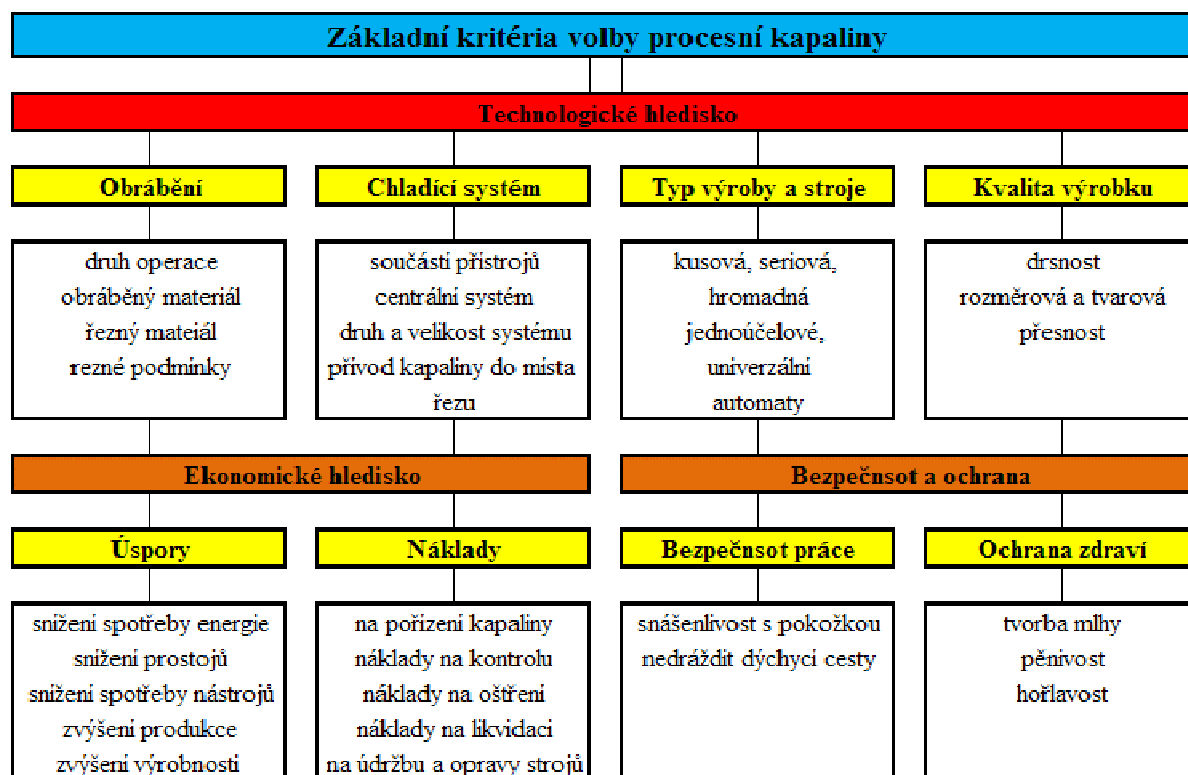 Základní kritéria volby procesní kapaliny
Technologické hledisko
Obrábění
Chladící systém
Typ výroby a stroje
Kvalita výrobku
druh operace
obráběný materiál
řezný mateiál
rezné podmínky
součásti přístrojů
centrální systém
druh a velikost systému
přívod kapaliny do místa
řezu
kusová, seriová,
hromadná
jednoúčelové,
univerzální
automaty
drsnost
rozměrová a tvarová
přesnost
Ekonomické hledisko
Bezpečnsot a ochrana
Úspory
Náklady
Bezpečnsot práce
Ochrana zdraví
snížení spotřeby energie
snížení prostojů
snížení spotřeby nástrojů
zvýšení produkce
zvýšení výrobnosti
na pořízení kapaliny
náklady na kontrolu
náklady na oštření
náklady na likvidaci
na údržbu a opravy strojů
snášenlivost s pokožkou
nedráždit dýchycí cesty
tvorba mlhy
pěnivost
hořlavost